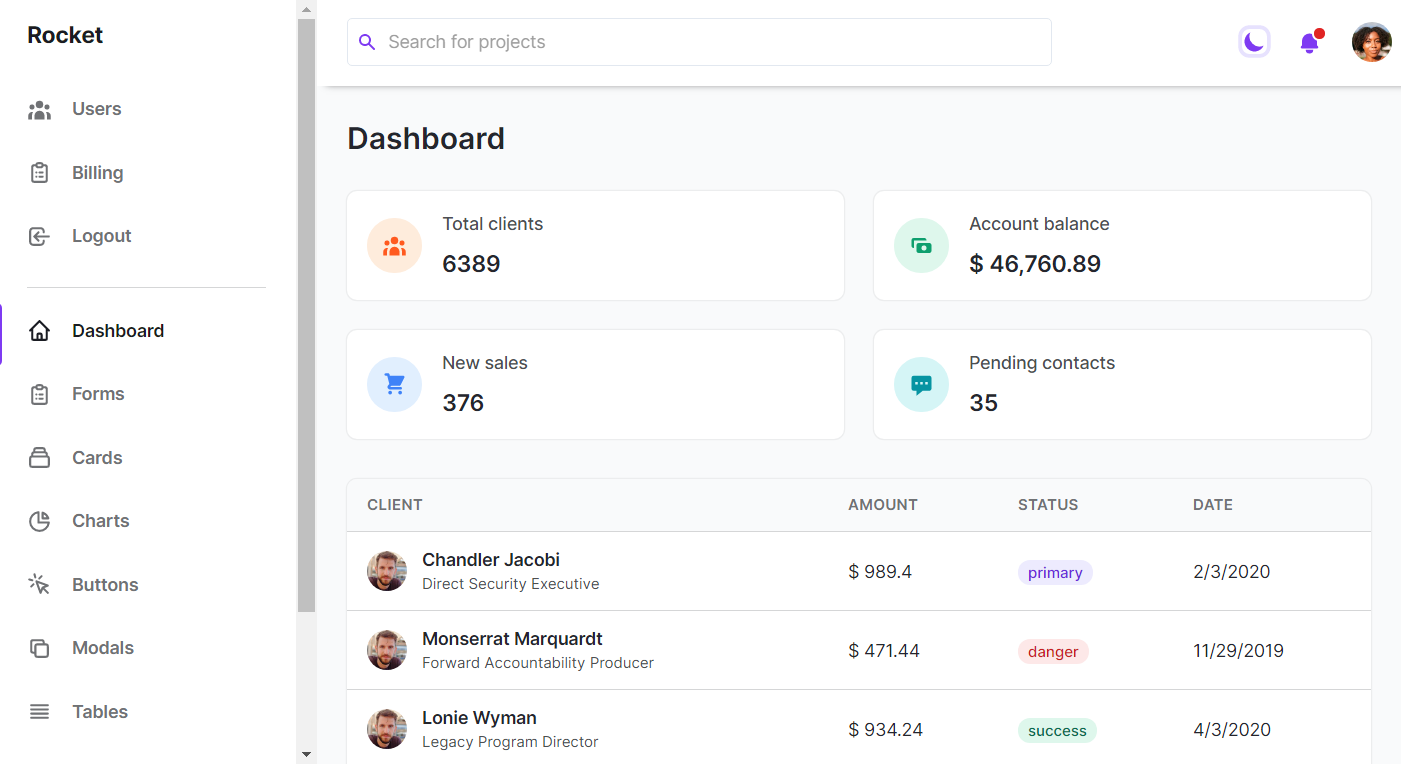 Rocket
Users
Billing
Logout
Dashboard
Forms
Cards
Charts
Buttons
Modals
Tables
Search for projects
Dashboard
Total clients
6389
Account balance
$ 46,760.89
New sales
376
Pending contacts
35
CLIENT AMOUNT STATUS DATE
Chandler Jacobi
Direct Security Executive
$ 989.4 primary 2/3/2020
Monserrat Marquardt
Forward Accountability Producer
$ 471.44 danger 11/29/2019
Lonie Wyman
Legacy Program Director
$ 934.24 success 4/3/2020